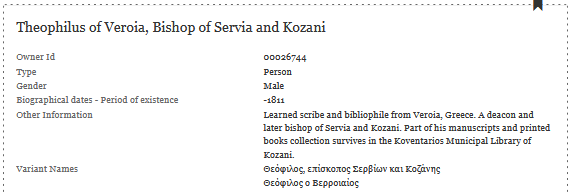 Theophilus of Veroia, Bishop of Servia and Kozani
Owner Id 00026744
Type Person
Gender Male
Biographical dates - Period of existence -1811
Other Information Learned scribe and bibliophile from Veroia, Greece. A deacon and
later bishop of Servia and Kozani. Part of his manuscripts and printed
books collection survives in the Koventarios Municipal Library of
Kozani.
Variant Names Θεόφιλος, επίσκοπος Σερβίων και Κοζάνης
Θεόφιλος ο Βερροιαίος